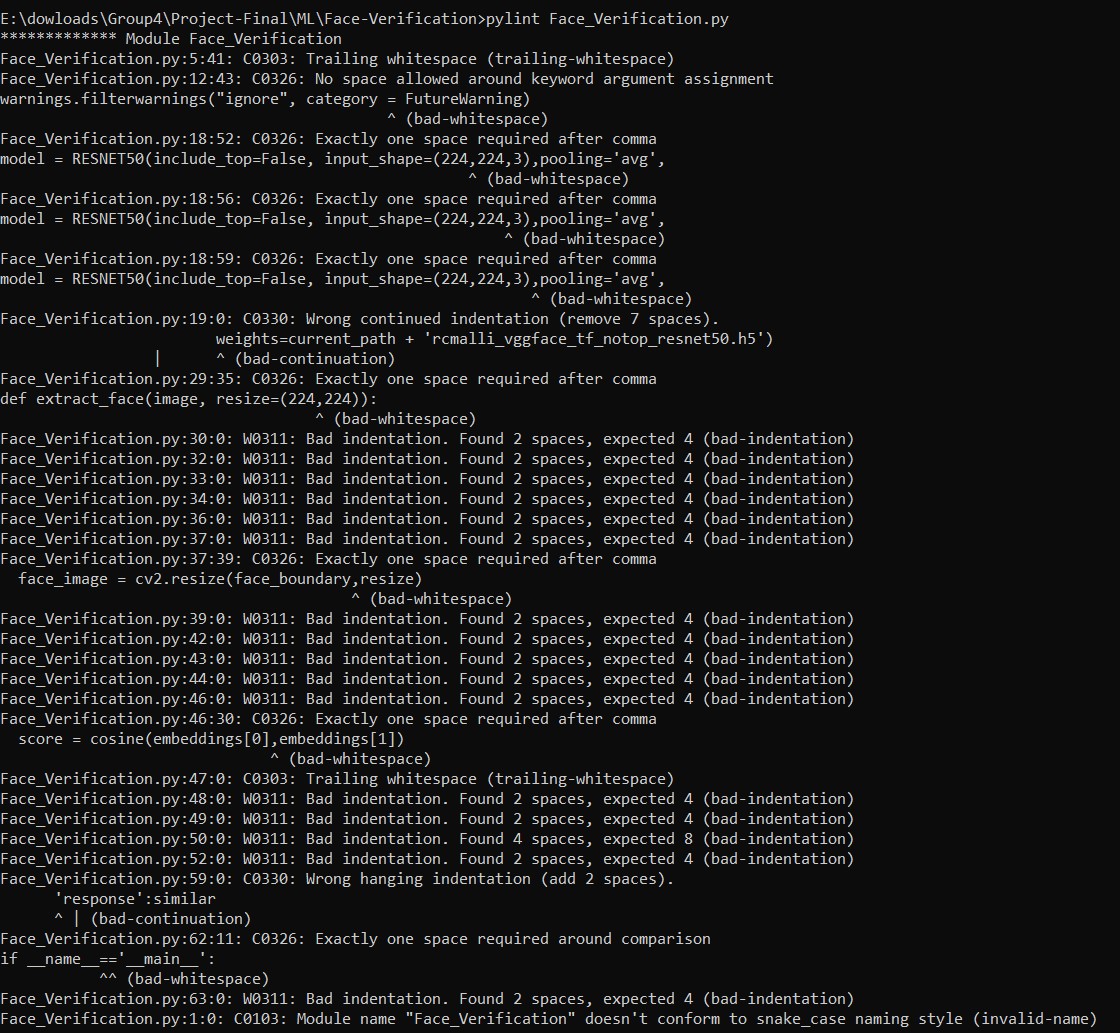 E:\dowloads\Group4\Project-Final\ML\Face-Verification>pylint Face_Verification.py
************* Module Face_Verification
Face_Verification.py:5:41: C0303: Trailing whitespace (trailing-whitespace)
Face_Verification.py:12:43: C0326: No space allowed around keyword argument assignment
warnings.filterwarnings("ignore", category = FutureWarning)
                                           ^ (bad-whitespace)
Face_Verification.py:18:52: C0326: Exactly one space required after comma
model = RESNET50(include_top=False, input_shape=(224,224,3),pooling='avg',
                                                    ^ (bad-whitespace)
Face_Verification.py:18:56: C0326: Exactly one space required after comma
model = RESNET50(include_top=False, input_shape=(224,224,3),pooling='avg',
                                                        ^ (bad-whitespace)
Face_Verification.py:18:59: C0326: Exactly one space required after comma
model = RESNET50(include_top=False, input_shape=(224,224,3),pooling='avg',
                                                           ^ (bad-whitespace)
Face_Verification.py:19:0: C0330: Wrong continued indentation (remove 7 spaces).
                        weights=current_path + 'rcmalli_vggface_tf_notop_resnet50.h5')
                 |      ^ (bad-continuation)
Face_Verification.py:29:35: C0326: Exactly one space required after comma
def extract_face(image, resize=(224,224)):
                                   ^ (bad-whitespace)
Face_Verification.py:30:0: W0311: Bad indentation. Found 2 spaces, expected 4 (bad-indentation)
Face_Verification.py:32:0: W0311: Bad indentation. Found 2 spaces, expected 4 (bad-indentation)
Face_Verification.py:33:0: W0311: Bad indentation. Found 2 spaces, expected 4 (bad-indentation)
Face_Verification.py:34:0: W0311: Bad indentation. Found 2 spaces, expected 4 (bad-indentation)
Face_Verification.py:36:0: W0311: Bad indentation. Found 2 spaces, expected 4 (bad-indentation)
Face_Verification.py:37:0: W0311: Bad indentation. Found 2 spaces, expected 4 (bad-indentation)
Face_Verification.py:37:39: C0326: Exactly one space required after comma
  face_image = cv2.resize(face_boundary,resize)
                                       ^ (bad-whitespace)
Face_Verification.py:39:0: W0311: Bad indentation. Found 2 spaces, expected 4 (bad-indentation)
Face_Verification.py:42:0: W0311: Bad indentation. Found 2 spaces, expected 4 (bad-indentation)
Face_Verification.py:43:0: W0311: Bad indentation. Found 2 spaces, expected 4 (bad-indentation)
Face_Verification.py:44:0: W0311: Bad indentation. Found 2 spaces, expected 4 (bad-indentation)
Face_Verification.py:46:0: W0311: Bad indentation. Found 2 spaces, expected 4 (bad-indentation)
Face_Verification.py:46:30: C0326: Exactly one space required after comma
  score = cosine(embeddings[0],embeddings[1])
                              ^ (bad-whitespace)
Face_Verification.py:47:0: C0303: Trailing whitespace (trailing-whitespace)
Face_Verification.py:48:0: W0311: Bad indentation. Found 2 spaces, expected 4 (bad-indentation)
Face_Verification.py:49:0: W0311: Bad indentation. Found 2 spaces, expected 4 (bad-indentation)
Face_Verification.py:50:0: W0311: Bad indentation. Found 4 spaces, expected 8 (bad-indentation)
Face_Verification.py:52:0: W0311: Bad indentation. Found 2 spaces, expected 4 (bad-indentation)
Face_Verification.py:59:0: C0330: Wrong hanging indentation (add 2 spaces).
      'response':similar
      ^ | (bad-continuation)
Face_Verification.py:62:11: C0326: Exactly one space required around comparison
if __name__=='__main__':
           ^^ (bad-whitespace)
Face_Verification.py:63:0: W0311: Bad indentation. Found 2 spaces, expected 4 (bad-indentation)
Face_Verification.py:1:0: C0103: Module name "Face_Verification" doesn't conform to snake_case naming style (invalid-name)